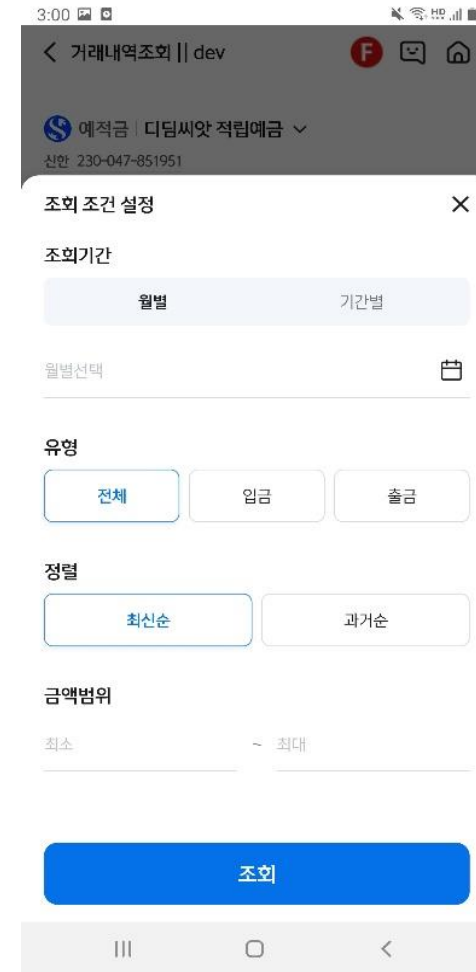 3:00
거래내역조회 || dev
예적금 | 디딤씨앗 적립예금
신한 230-047-851951
조회 조건 설정
조회기간
월별 기간별
월별선택
유형
전체 입금 출금
정렬
최신순 과거순
금액범위
최소 ~ 최대
조회